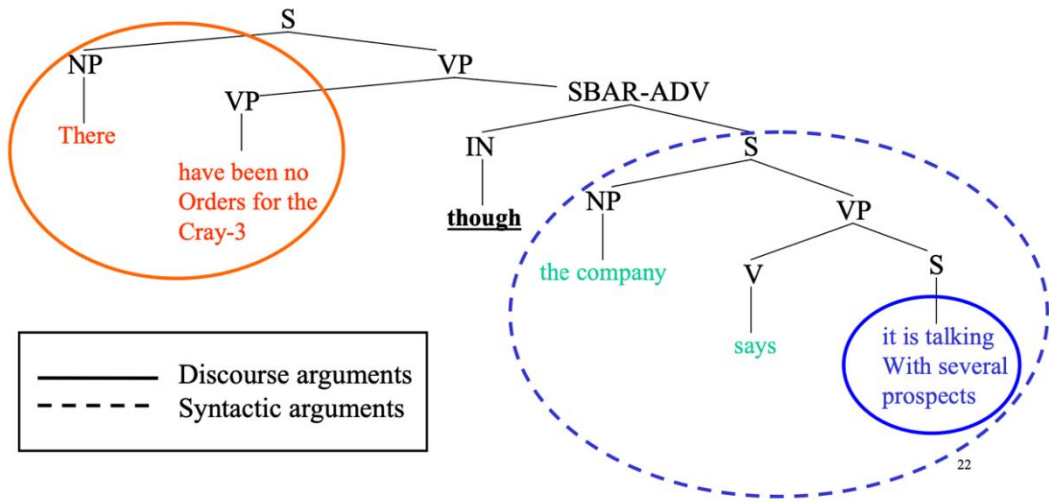 S
NP
VP
VP
SBAR-ADV
There
IN
S
have been no
Orders for the
Cray-3
though
NP
VP
the company
V
S
says
it is talking
With several
prospects
Discourse arguments
Syntactic arguments
22